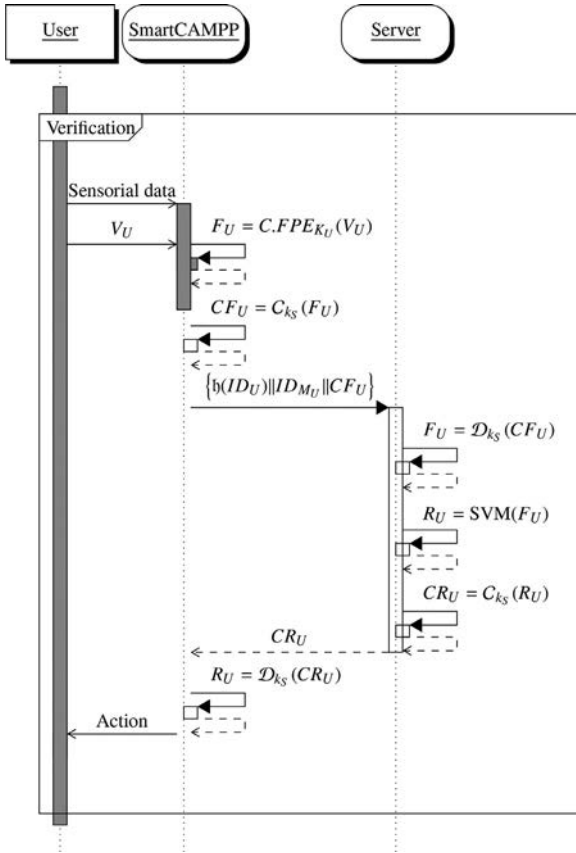 User
SmartCAMPP
Server
Verification
Sensorial data
V_U
F_U = C.FPE_{K_U}(V_U)
CF_U = C_{k_S}(F_U)
{𝔥(ID_U)||ID_{M_U}||CF_U}
F_U = 𝒟_{k_S}(CF_U)
R_U = SVM(F_U)
CR_U = C_{k_S}(R_U)
CR_U
R_U = 𝒟_{k_S}(CR_U)
Action